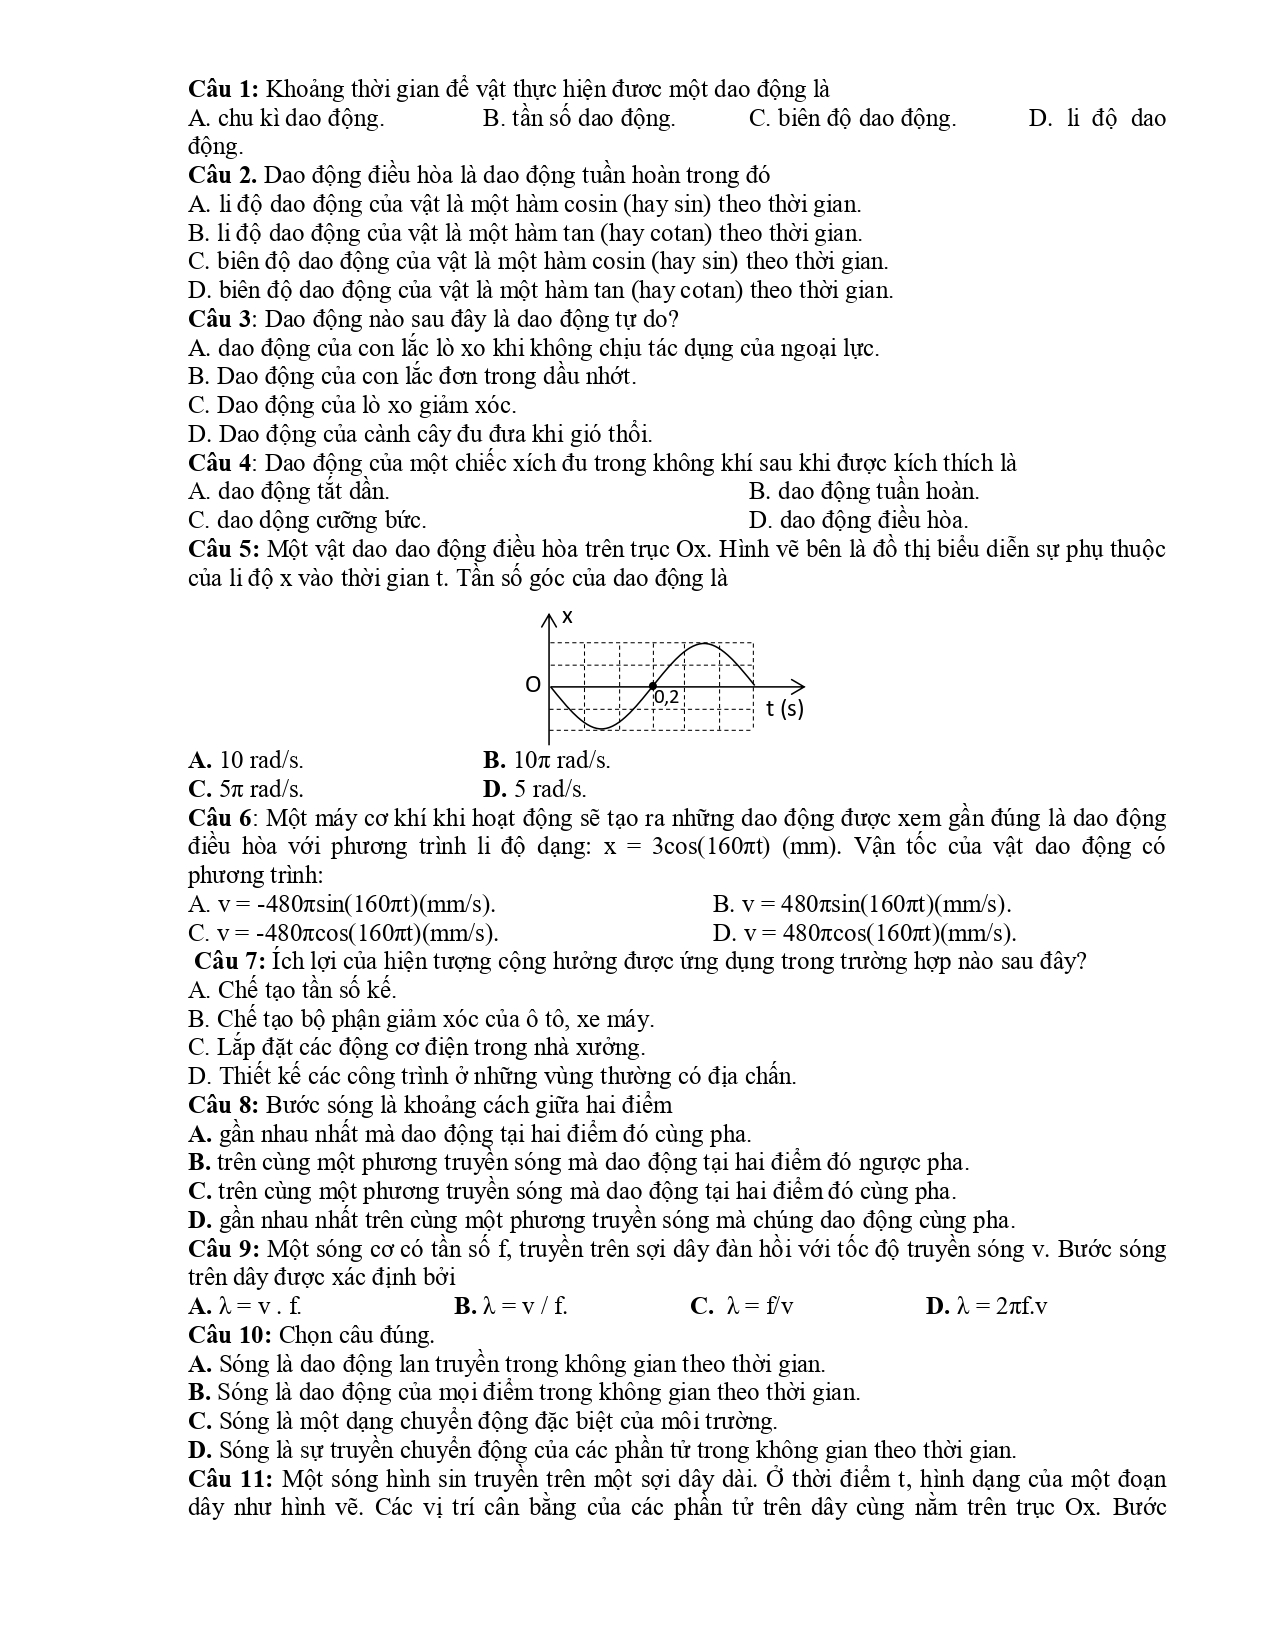 Câu 1: Khoảng thời gian để vật thực hiện đươc một dao động là
A. chu kì dao động. B. tần số dao động. C. biên độ dao động. D. li độ dao
động.
Câu 2. Dao động điều hòa là dao động tuần hoàn trong đó
A. li độ dao động của vật là một hàm cosin (hay sin) theo thời gian.
B. li độ dao động của vật là một hàm tan (hay cotan) theo thời gian.
C. biên độ dao động của vật là một hàm cosin (hay sin) theo thời gian.
D. biên độ dao động của vật là một hàm tan (hay cotan) theo thời gian.
Câu 3: Dao động nào sau đây là dao động tự do?
A. dao động của con lắc lò xo khi không chịu tác dụng của ngoại lực.
B. Dao động của con lắc đơn trong dầu nhớt.
C. Dao động của lò xo giảm xóc.
D. Dao động của cành cây đu đưa khi gió thổi.
Câu 4: Dao động của một chiếc xích đu trong không khí sau khi được kích thích là
A. dao động tắt dần. B. dao động tuần hoàn.
C. dao dộng cưỡng bức. D. dao động điều hòa.
Câu 5: Một vật dao dao động điều hòa trên trục Ox. Hình vẽ bên là đồ thị biểu diễn sự phụ thuộc
của li độ x vào thời gian t. Tần số góc của dao động là
x
O
0,2
t (s)
A. 10 rad/s. B. 10π rad/s.
C. 5π rad/s. D. 5 rad/s.
Câu 6: Một máy cơ khí khi hoạt động sẽ tạo ra những dao động được xem gần đúng là dao động
điều hòa với phương trình li độ dạng: x = 3cos(160πt) (mm). Vận tốc của vật dao động có
phương trình:
A. v = -480πsin(160πt)(mm/s). B. v = 480πsin(160πt)(mm/s).
C. v = -480πcos(160πt)(mm/s). D. v = 480πcos(160πt)(mm/s).
Câu 7: Ích lợi của hiện tượng cộng hưởng được ứng dụng trong trường hợp nào sau đây?
A. Chế tạo tần số kế.
B. Chế tạo bộ phận giảm xóc của ô tô, xe máy.
C. Lắp đặt các động cơ điện trong nhà xưởng.
D. Thiết kế các công trình ở những vùng thường có địa chấn.
Câu 8: Bước sóng là khoảng cách giữa hai điểm
A. gần nhau nhất mà dao động tại hai điểm đó cùng pha.
B. trên cùng một phương truyền sóng mà dao động tại hai điểm đó ngược pha.
C. trên cùng một phương truyền sóng mà dao động tại hai điểm đó cùng pha.
D. gần nhau nhất trên cùng một phương truyền sóng mà chúng dao động cùng pha.
Câu 9: Một sóng cơ có tần số f, truyền trên sợi dây đàn hồi với tốc độ truyền sóng v. Bước sóng
trên dây được xác định bởi
A. λ = v . f. B. λ = v / f. C. λ = f/v D. λ = 2πf.v
Câu 10: Chọn câu đúng.
A. Sóng là dao động lan truyền trong không gian theo thời gian.
B. Sóng là dao động của mọi điểm trong không gian theo thời gian.
C. Sóng là một dạng chuyển động đặc biệt của môi trường.
D. Sóng là sự truyền chuyển động của các phần tử trong không gian theo thời gian.
Câu 11: Một sóng hình sin truyền trên một sợi dây dài. Ở thời điểm t, hình dạng của một đoạn
dây như hình vẽ. Các vị trí cân bằng của các phần tử trên dây cùng nằm trên trục Ox. Bước